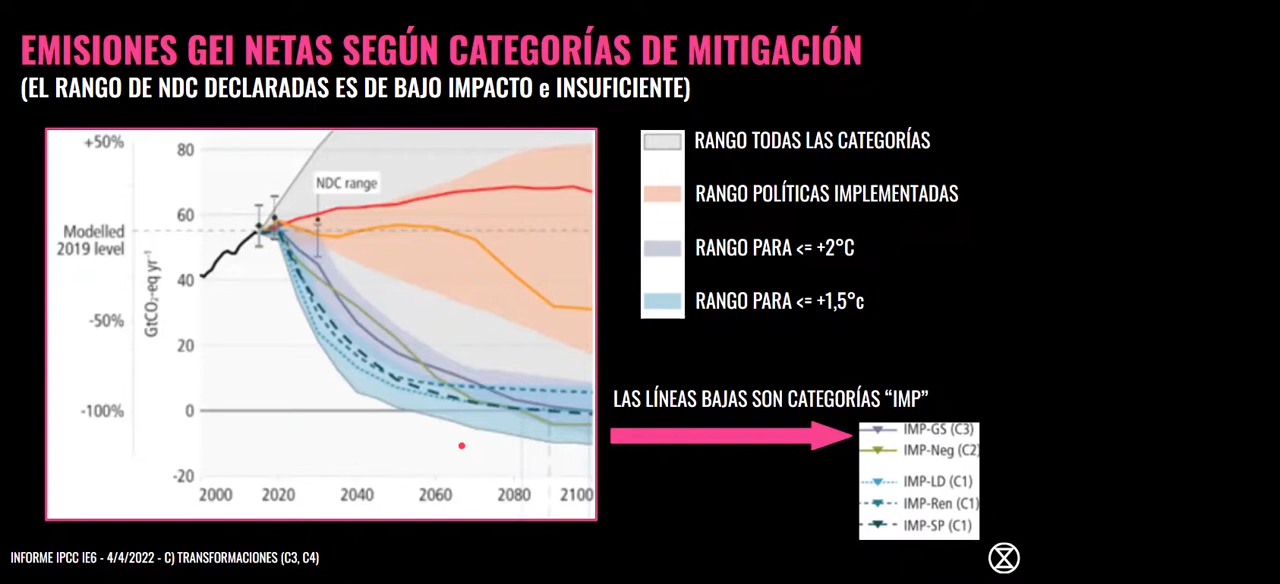 EMISIONES GEI NETAS SEGÚN CATEGORÍAS DE MITIGACIÓN
(EL RANGO DE NDC DECLARADAS ES DE BAJO IMPACTO e INSUFICIENTE)
+50%
Modelled
2019 level
-50%
-100%
GtCO₂-eq yr⁻¹
80
60
40
20
0
-20
NDC range
2000 2020 2040 2060 2080 2100
RANGO TODAS LAS CATEGORÍAS
RANGO POLÍTICAS IMPLEMENTADAS
RANGO PARA <= +2°C
RANGO PARA <= +1,5°c
LAS LÍNEAS BAJAS SON CATEGORÍAS “IMP”
IMP-GS (C3)
IMP-Neg (C2)
IMP-LD (C1)
IMP-Ren (C1)
IMP-SP (C1)
INFORME IPCC IE6 - 4/4/2022 - C) TRANSFORMACIONES (C3, C4)